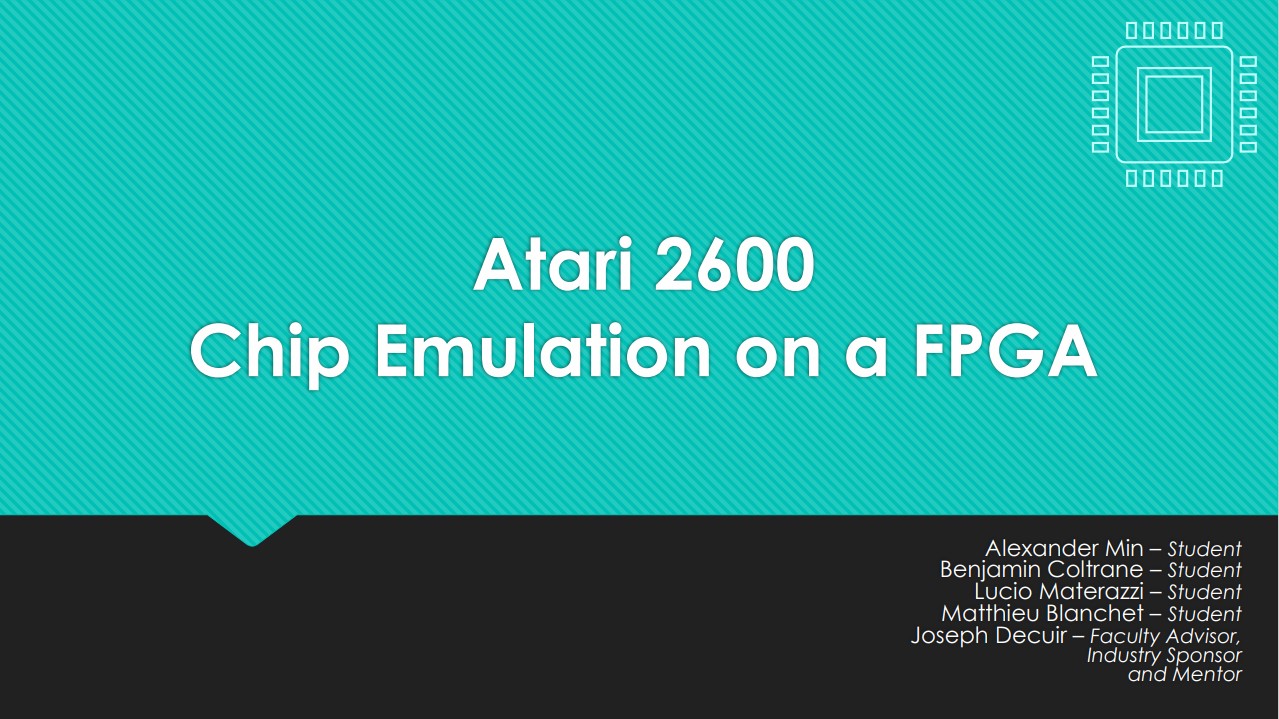 Atari 2600
Chip Emulation on a FPGA
Alexander Min – Student
Benjamin Coltrane – Student
Lucio Materazzi – Student
Matthieu Blanchet – Student
Joseph Decuir – Faculty Advisor,
Industry Sponsor
and Mentor